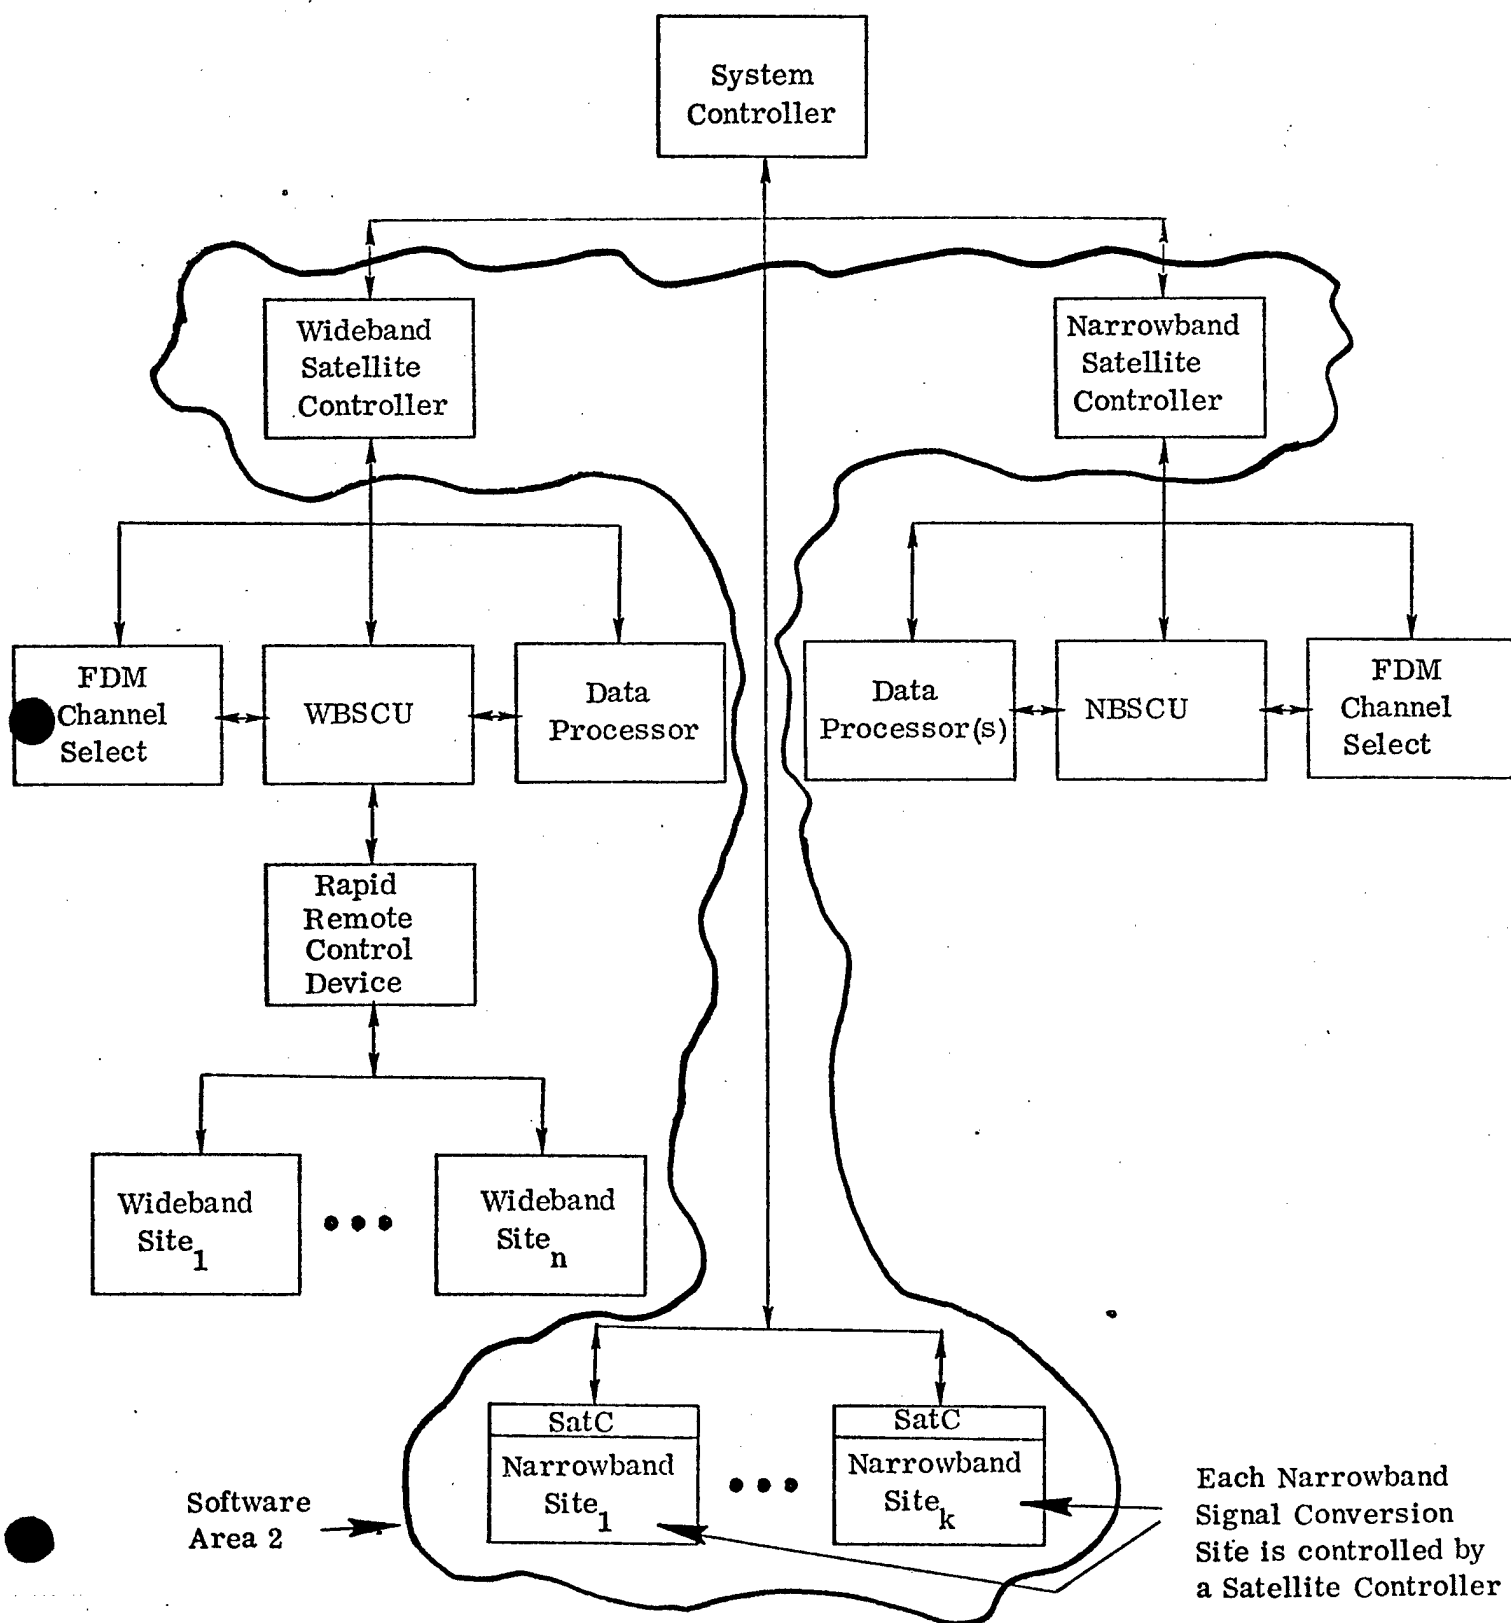 System
Controller
Wideband
Satellite
Controller
Narrowband
Satellite
Controller
FDM
Channel
Select
WBSCU
Data
Processor
Data
Processor(s)
NBSCU
FDM
Channel
Select
Rapid
Remote
Control
Device
Wideband
Site1
Wideband
Siten
SatC
Narrowband
Site1
SatC
Narrowband
Sitek
Software
Area 2
Each Narrowband
Signal Conversion
Site is controlled by
a Satellite Controller